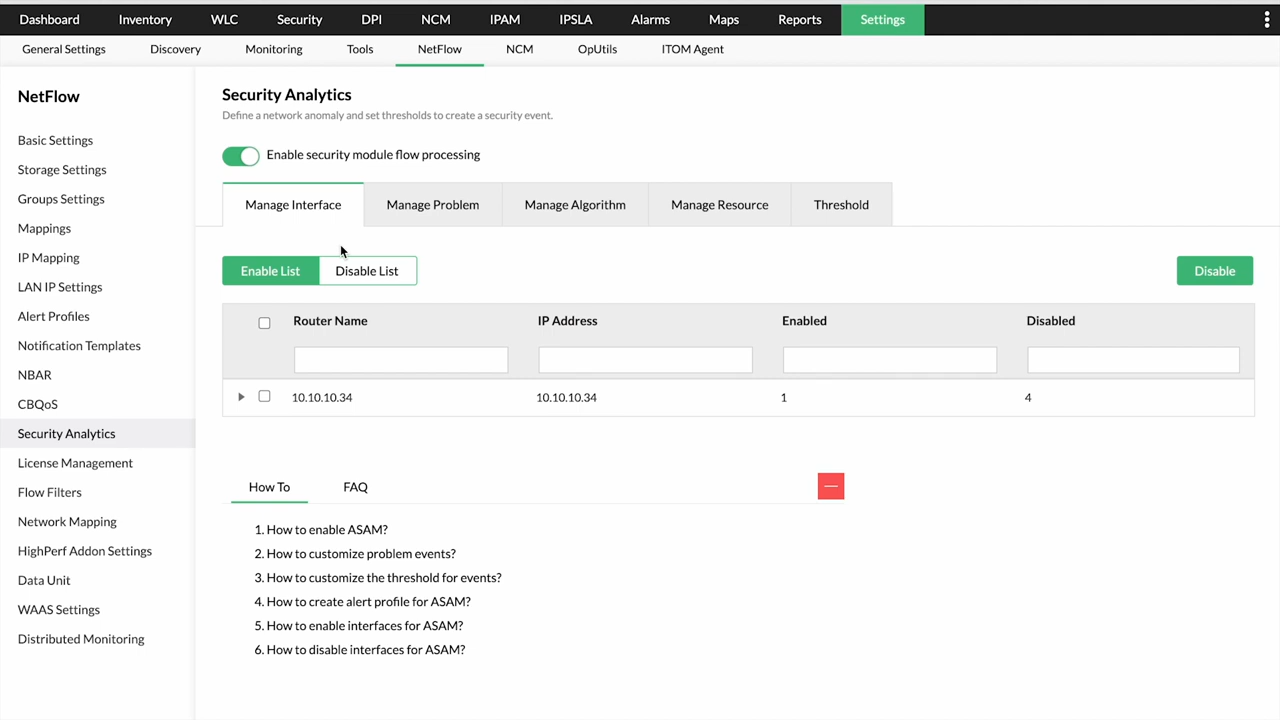 Dashboard Inventory WLC Security DPI NCM IPAM IPSLA Alarms Maps Reports Settings
General Settings Discovery Monitoring Tools NetFlow NCM OpUtils ITOM Agent
NetFlow
Basic Settings
Storage Settings
Groups Settings
Mappings
IP Mapping
LAN IP Settings
Alert Profiles
Notification Templates
NBAR
CBQoS
Security Analytics
License Management
Flow Filters
Network Mapping
HighPerf Addon Settings
Data Unit
WAAS Settings
Distributed Monitoring
Security Analytics
Define a network anomaly and set thresholds to create a security event.
Enable security module flow processing
Manage Interface Manage Problem Manage Algorithm Manage Resource Threshold
Enable List Disable List Disable
Router Name IP Address Enabled Disabled
10.10.10.34 10.10.10.34 1 4
How To FAQ
1. How to enable ASAM?
2. How to customize problem events?
3. How to customize the threshold for events?
4. How to create alert profile for ASAM?
5. How to enable interfaces for ASAM?
6. How to disable interfaces for ASAM?